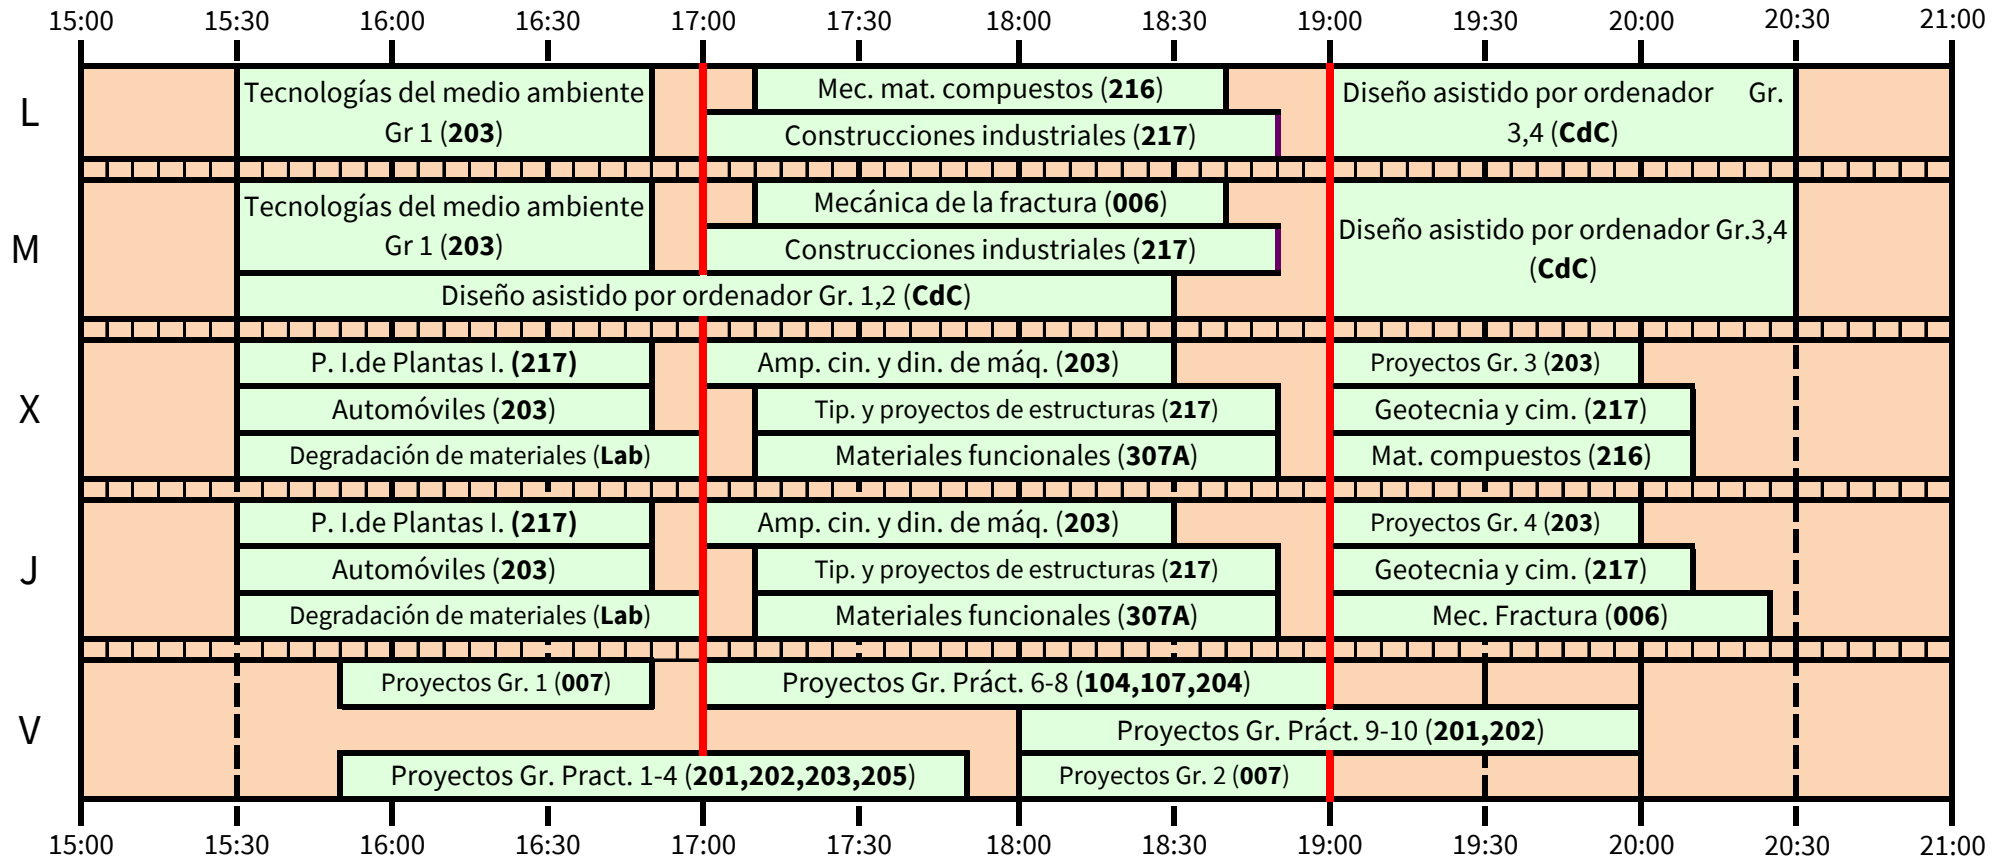 15:00 15:30 16:00 16:30 17:00 17:30 18:00 18:30 19:00 19:30 20:00 20:30 21:00
L
Tecnologías del medio ambiente
Gr 1 (203)
Mec. mat. compuestos (216)
Construcciones industriales (217)
Diseño asistido por ordenador Gr.
3,4 (CdC)
M
Tecnologías del medio ambiente
Gr 1 (203)
Mecánica de la fractura (006)
Construcciones industriales (217)
Diseño asistido por ordenador Gr.3,4
(CdC)
Diseño asistido por ordenador Gr. 1,2 (CdC)
X
P. I.de Plantas I. (217)
Amp. cin. y din. de máq. (203)
Proyectos Gr. 3 (203)
Automóviles (203)
Tip. y proyectos de estructuras (217)
Geotecnia y cim. (217)
Degradación de materiales (Lab)
Materiales funcionales (307A)
Mat. compuestos (216)
J
P. I.de Plantas I. (217)
Amp. cin. y din. de máq. (203)
Proyectos Gr. 4 (203)
Automóviles (203)
Tip. y proyectos de estructuras (217)
Geotecnia y cim. (217)
Degradación de materiales (Lab)
Materiales funcionales (307A)
Mec. Fractura (006)
V
Proyectos Gr. 1 (007)
Proyectos Gr. Práct. 6-8 (104,107,204)
Proyectos Gr. Práct. 9-10 (201,202)
Proyectos Gr. Pract. 1-4 (201,202,203,205)
Proyectos Gr. 2 (007)
15:00 15:30 16:00 16:30 17:00 17:30 18:00 18:30 19:00 19:30 20:00 20:30 21:00